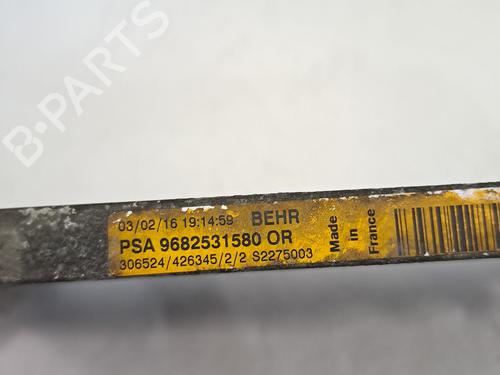 B-PARTS
03/02/16 19:14:59 BEHR
PSA 9682531580 OR
306524/426345/2/2 S2275003
Made
in
France